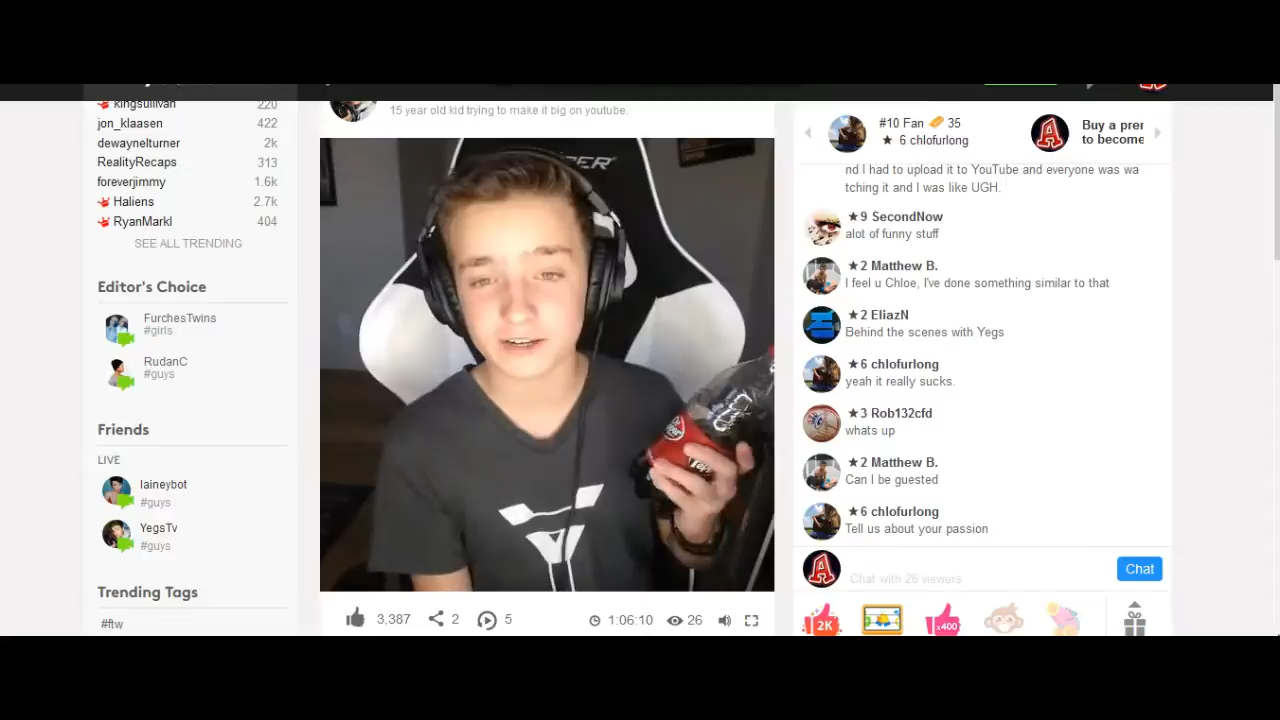 kingsullivan 220
jon_klaasen 422
dewaynelturner 2k
RealityRecaps 313
foreverjimmy 1.6k
Haliens 2.7k
RyanMarkl 404
SEE ALL TRENDING
Editor's Choice
FurchesTwins
#girls
RudanC
#guys
Friends
LIVE
laineybot
#guys
YegsTv
#guys
Trending Tags
#ftw
15 year old kid trying to make it big on youtube.
3,387 2 5 1:06:10 26
#10 Fan 35
★ 6 chlofurlong
Buy a prer
to become
nd I had to upload it to YouTube and everyone was wa
tching it and I was like UGH.
★9 SecondNow
alot of funny stuff
★2 Matthew B.
I feel u Chloe, I've done something similar to that
★2 EliazN
Behind the scenes with Yegs
★6 chlofurlong
yeah it really sucks.
★3 Rob132cfd
whats up
★2 Matthew B.
Can I be guested
★6 chlofurlong
Tell us about your passion
A
Chat with 26 viewers
Chat
2K
x400